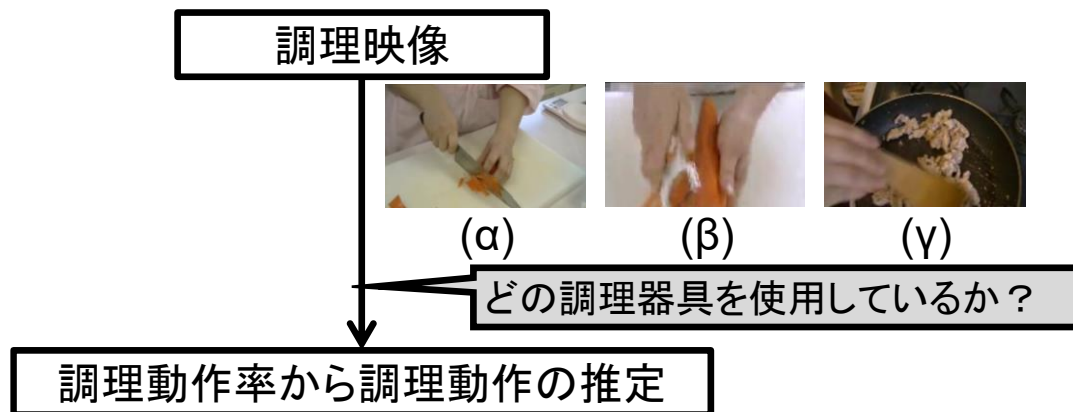 調理映像
(α) (β) (γ)
どの調理器具を使用しているか？
調理動作率から調理動作の推定